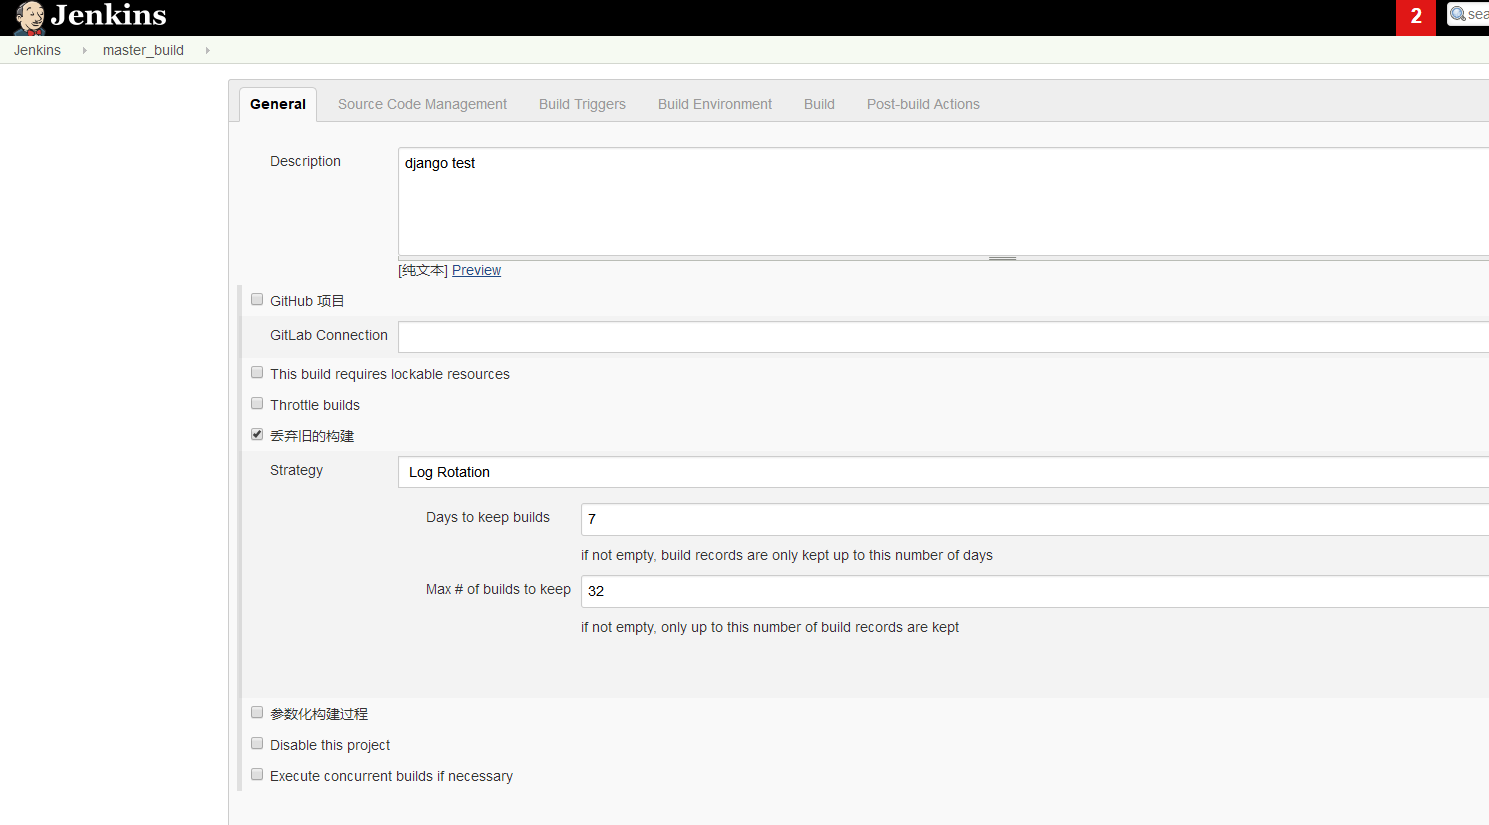 Jenkins
2
sea
Jenkins master_build
General Source Code Management Build Triggers Build Environment Build Post-build Actions
Description
django test
[纯文本] Preview
GitHub 项目
GitLab Connection
This build requires lockable resources
Throttle builds
丢弃旧的构建
Strategy
Log Rotation
Days to keep builds
7
if not empty, build records are only kept up to this number of days
Max # of builds to keep
32
if not empty, only up to this number of build records are kept
参数化构建过程
Disable this project
Execute concurrent builds if necessary